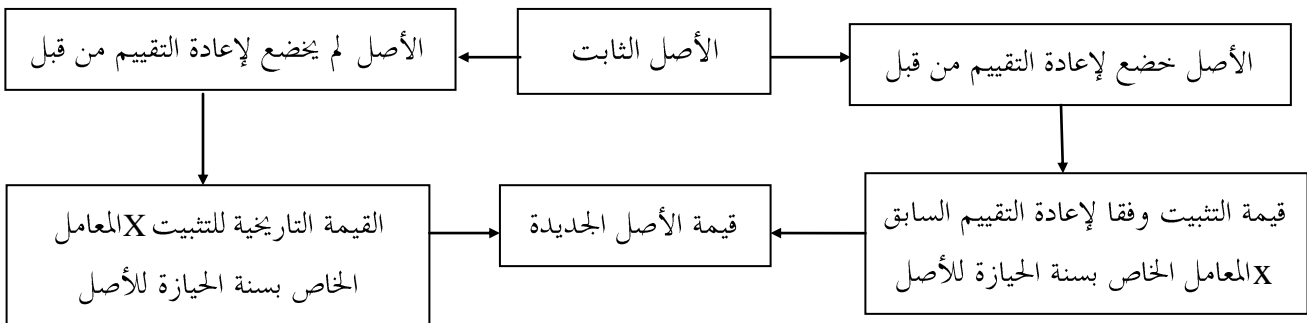 الأصل خضع لإعادة التقييم من قبل
الأصل الثابت
الأصل لم يخضع لإعادة التقييم من قبل
قيمة التثبيت وفقا لإعادة التقييم السابق
Xالمعامل الخاص بسنة الحيازة للأصل
قيمة الأصل الجديدة
القيمة التاريخية للتثبيت Xالمعامل
الخاص بسنة الحيازة للأصل